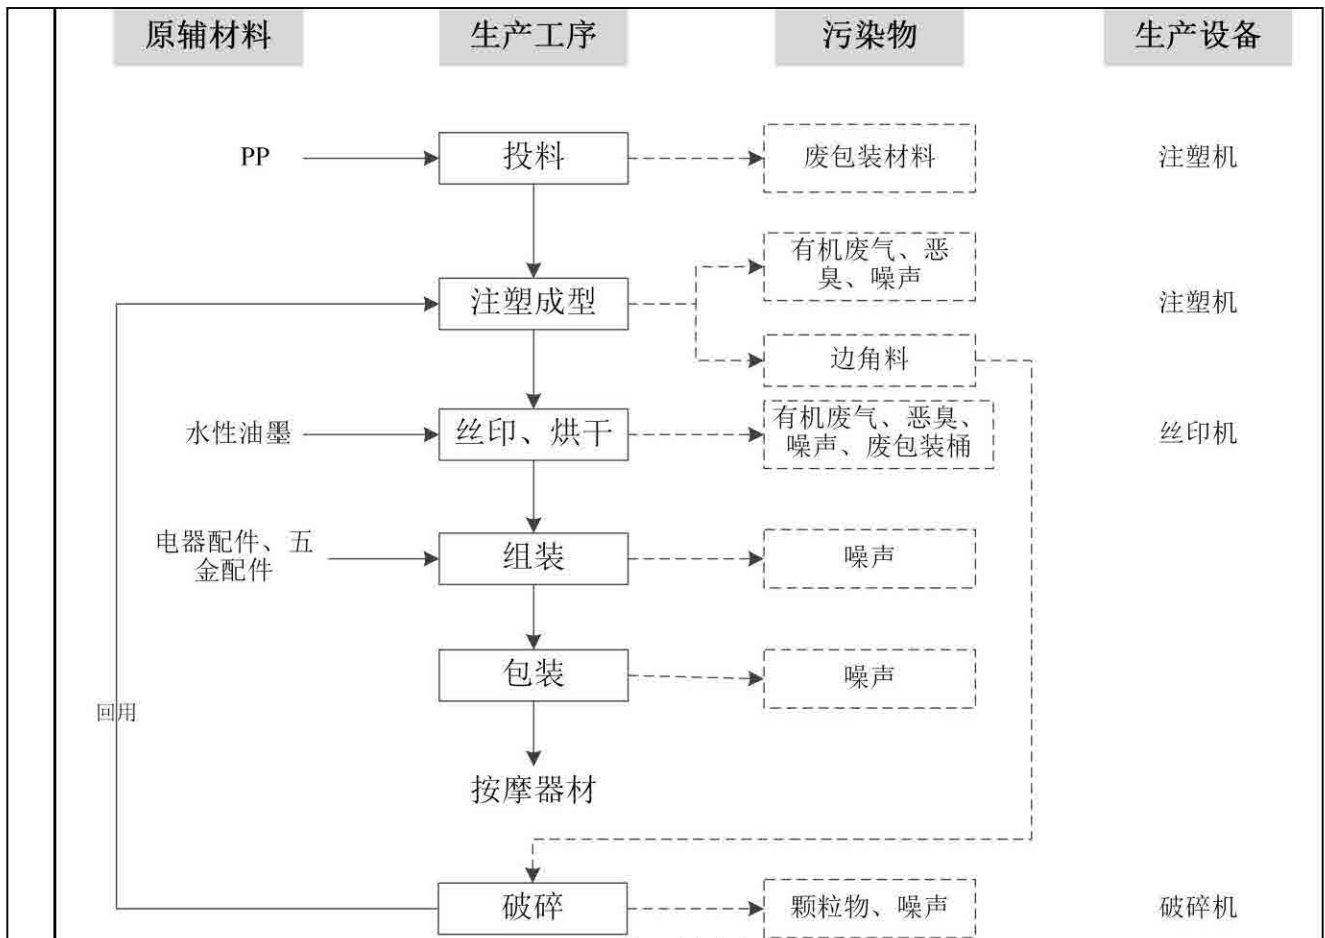 原辅材料 生产工序 污染物 生产设备
PP 投料 废包装材料 注塑机
有机废气、恶
臭、噪声
注塑成型 注塑机
边角料
水性油墨 丝印、烘干 有机废气、恶臭、
噪声、废包装桶 丝印机
电器配件、五
金配件 组装 噪声
包装 噪声
回用
按摩器材
破碎 颗粒物、噪声 破碎机